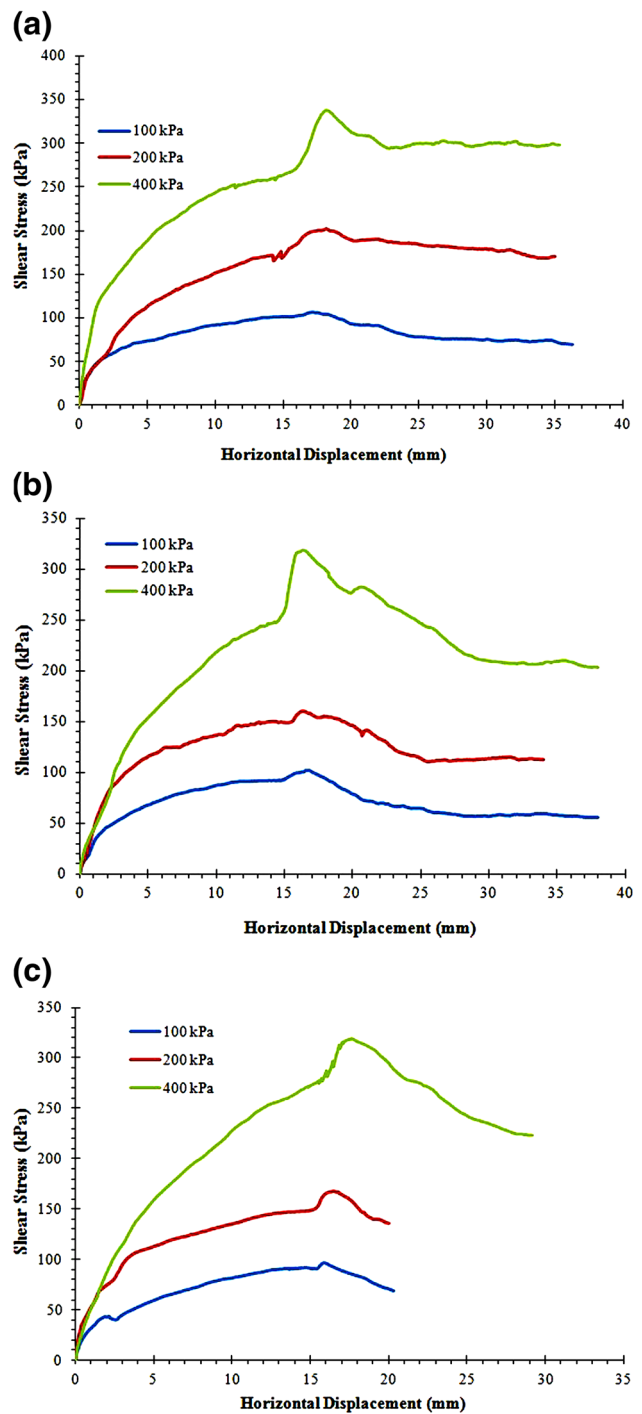 (a)
400
350
300
250
200
150
100
50
0
Shear Stress (kPa)
100 kPa
200 kPa
400 kPa
0 5 10 15 20 25 30 35 40
Horizontal Displacement (mm)
(b)
350
300
250
200
150
100
50
0
Shear Stress (kPa)
100 kPa
200 kPa
400 kPa
0 5 10 15 20 25 30 35 40
Horizontal Displacement (mm)
(c)
350
300
250
200
150
100
50
0
Shear Stress (kPa)
100 kPa
200 kPa
400 kPa
0 5 10 15 20 25 30 35
Horizontal Displacement (mm)